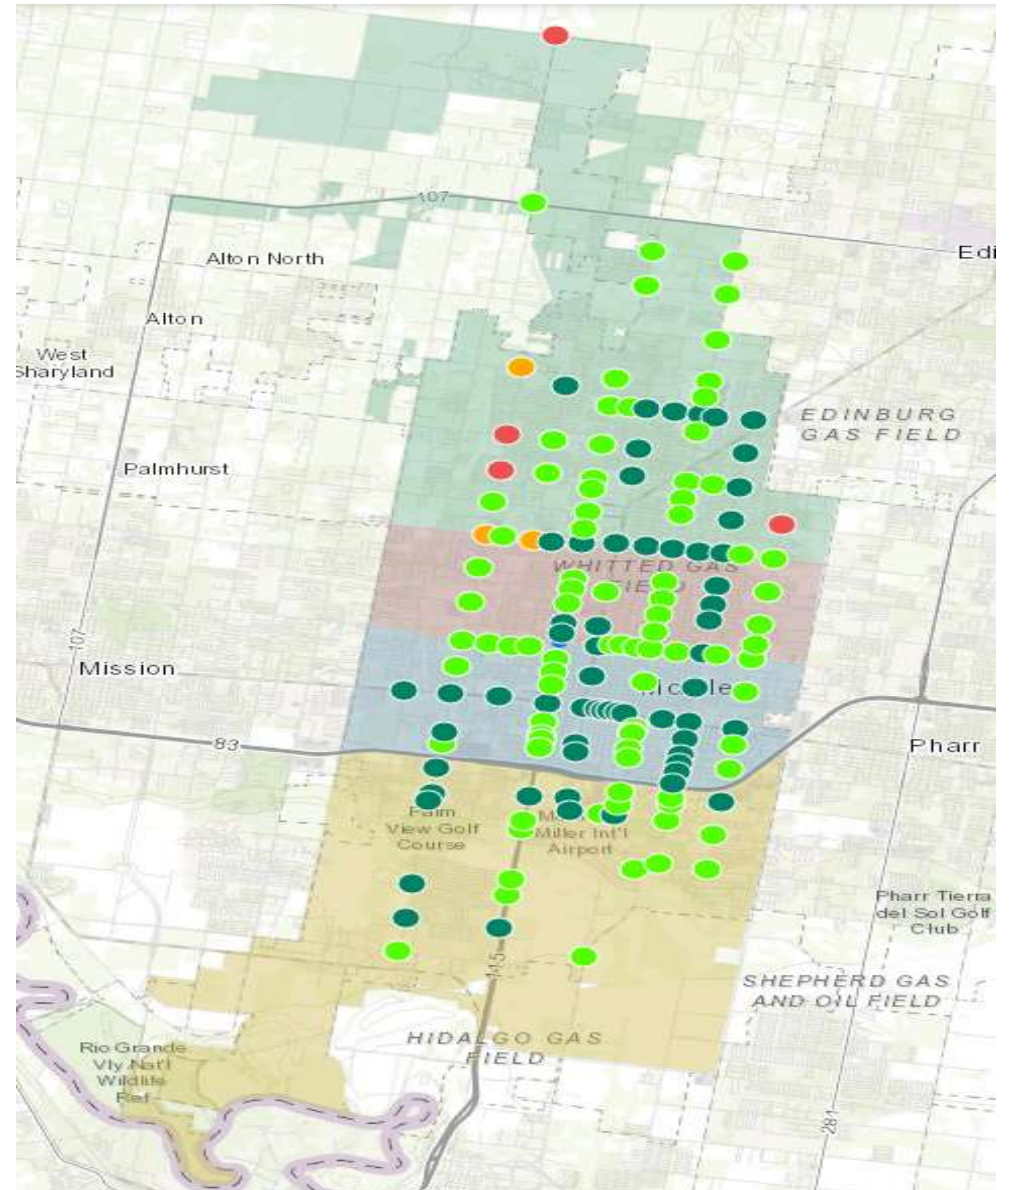 107
Alton North
Edi
Alton
West
Sharyland
EDINBURG
GAS FIELD
Palmhurst
WHITTED GAS
FIELD
107
Mission
83
Pharr
Palm
View Golf
Course
Miller Int'l
Airport
Pharr Tierra
del Sol Golf
Club
115
SHEPHERD GAS
AND OIL FIELD
HIDALGO GAS
FIELD
Rio Grande
Vly Nat'l
Wildlife
Ref
281